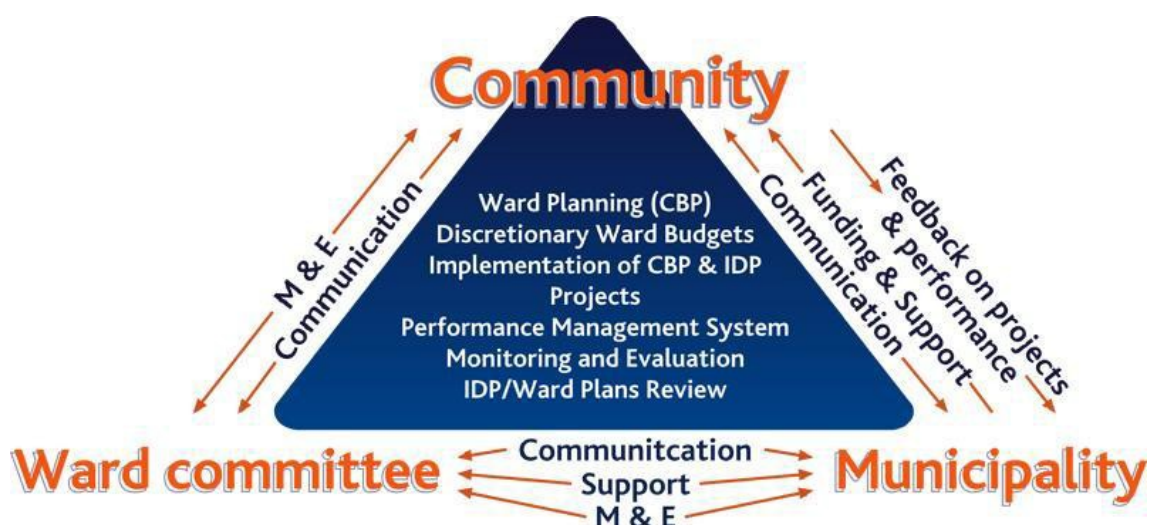 Community
M & E
Communication
Ward Planning (CBP)
Discretionary Ward Budgets
Implementation of CBP & IDP
Projects
Performance Management System
Monitoring and Evaluation
IDP/Ward Plans Review
Communication
Funding & Support
Feedback on projects
& performance
Ward committee
Communitcation
Support
M & E
Municipality